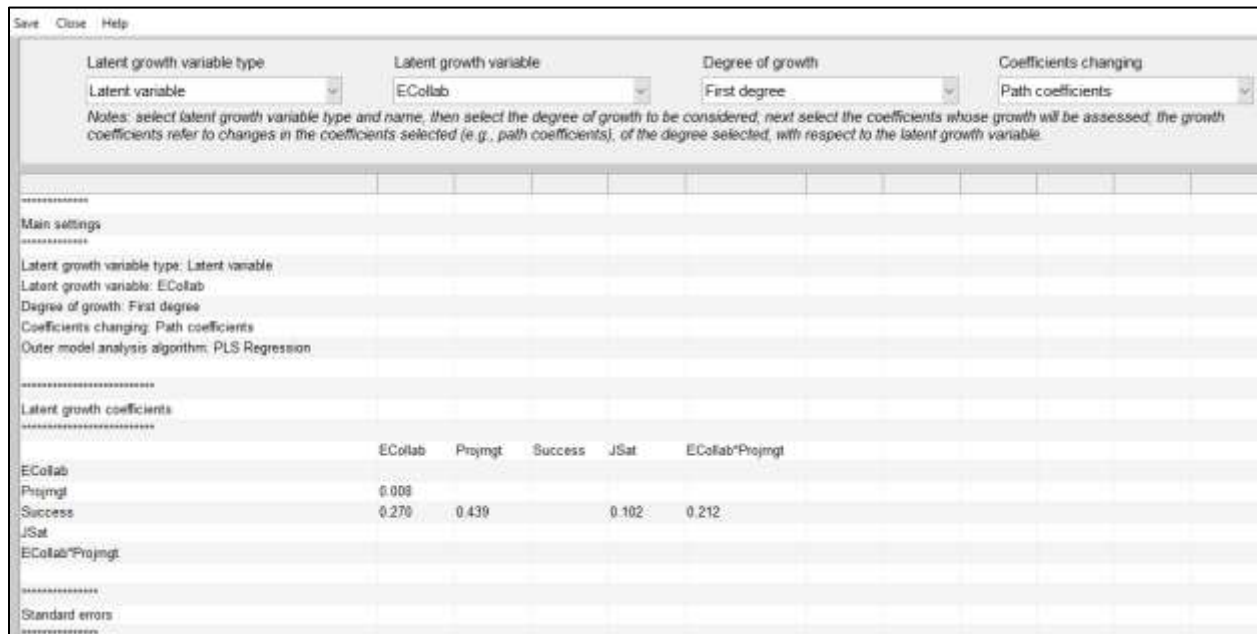 Save Close Help
Latent growth variable type Latent growth variable Degree of growth Coefficients changing
Latent variable ECollab First degree Path coefficients
Notes: select latent growth variable type and name, then select the degree of growth to be considered; next select the coefficients whose growth will be assessed; the growth
coefficients refer to changes in the coefficients selected (e.g., path coefficients), of the degree selected, with respect to the latent growth variable.
*************
Main settings
*************
Latent growth variable type: Latent variable
Latent growth variable: ECollab
Degree of growth: First degree
Coefficients changing: Path coefficients
Outer model analysis algorithm: PLS Regression
**************************
Latent growth coefficients
**************************
ECollab Projmgt Success JSat ECollab*Projmgt
ECollab
Projmgt 0.008
Success 0.270 0.439 0.102 0.212
JSat
ECollab*Projmgt
***************
Standard errors
***************